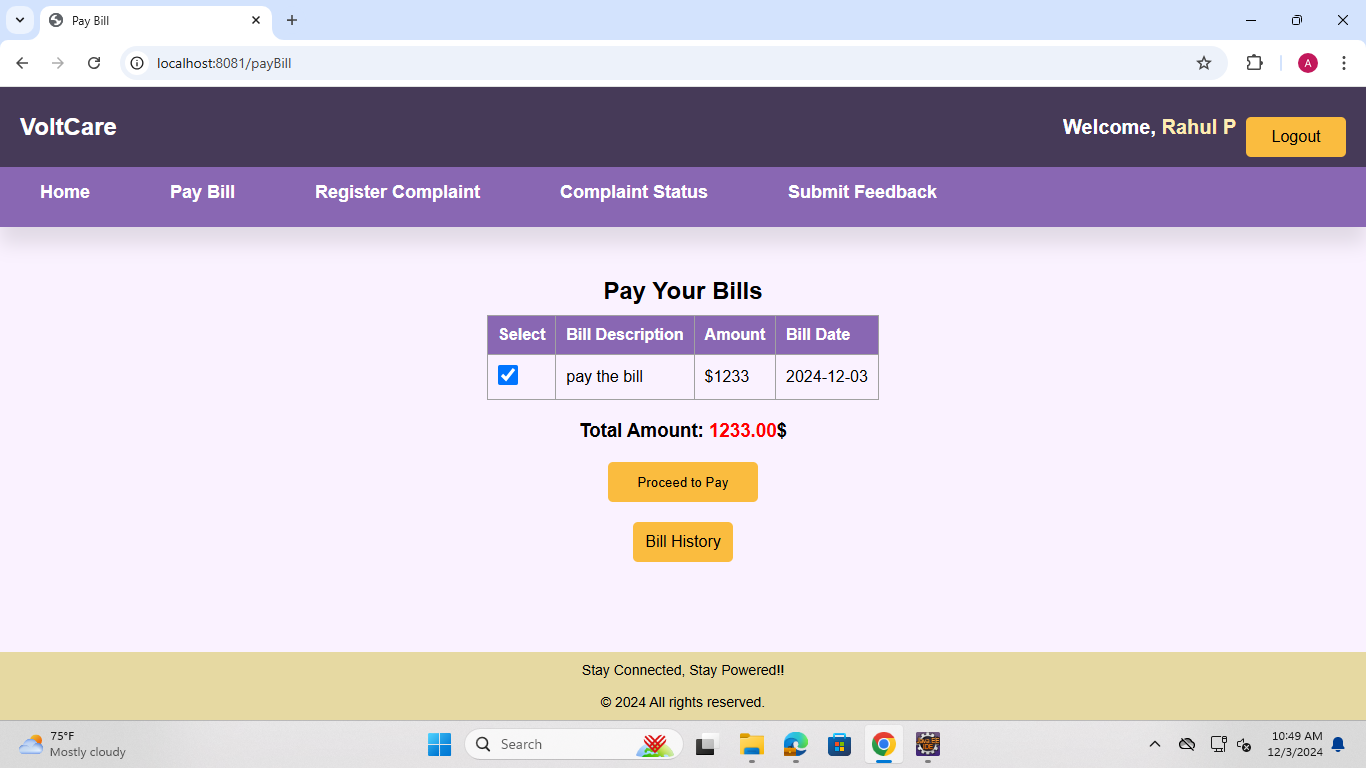 Pay Bill
localhost:8081/payBill
A
VoltCare
Welcome, Rahul P
Logout
Home Pay Bill Register Complaint Complaint Status Submit Feedback
Pay Your Bills
Select Bill Description Amount Bill Date
pay the bill $1233 2024-12-03
Total Amount: 1233.00$
Proceed to Pay
Bill History
Stay Connected, Stay Powered!!
© 2024 All rights reserved.
75°F
Mostly cloudy
Search
10:49 AM
12/3/2024